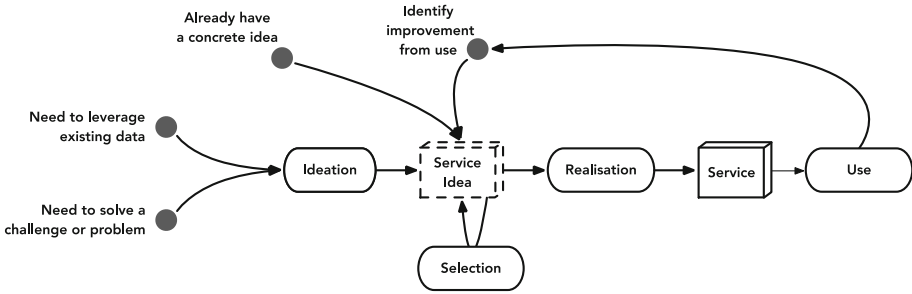 Already have
a concrete idea
Identify
improvement
from use
Need to leverage
existing data
Ideation
Service
Idea
Realisation
Service
Use
Need to solve a
challenge or problem
Selection